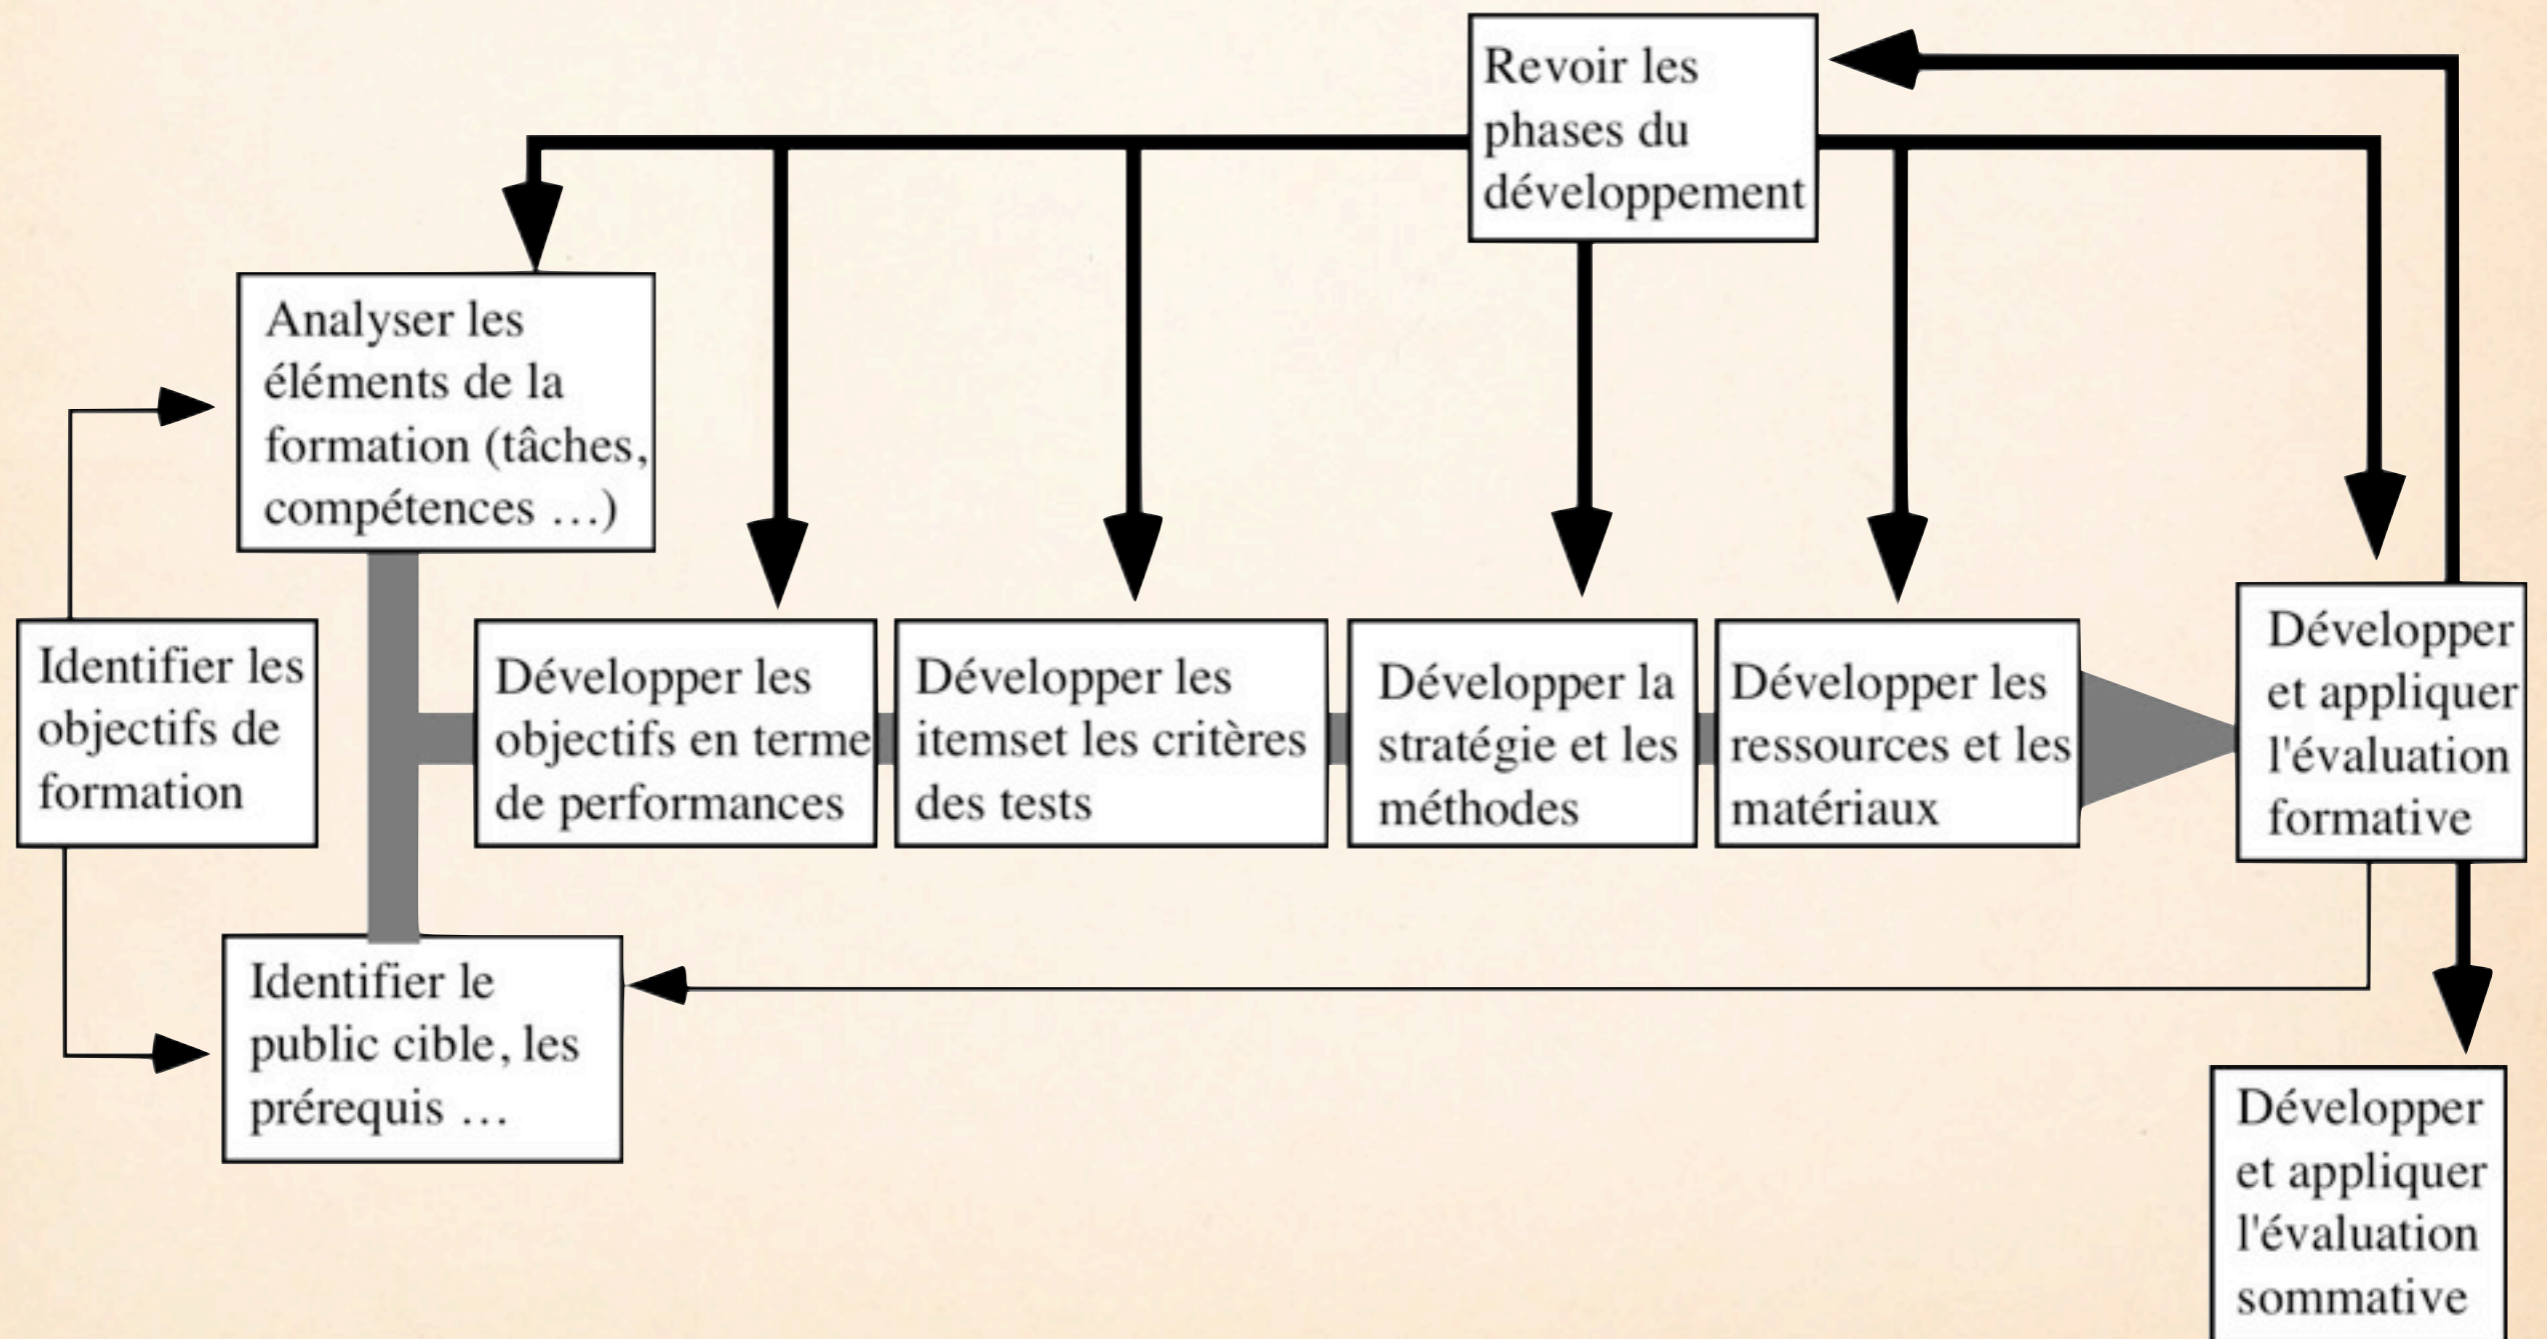 Revoir les
phases du
développement
Analyser les
éléments de la
formation (tâches,
compétences …)
Identifier les
objectifs de
formation
Développer les
objectifs en terme
de performances
Développer les
itemset les critères
des tests
Développer la
stratégie et les
méthodes
Développer les
ressources et les
matériaux
Développer
et appliquer
l'évaluation
formative
Identifier le
public cible, les
prérequis …
Développer
et appliquer
l'évaluation
sommative